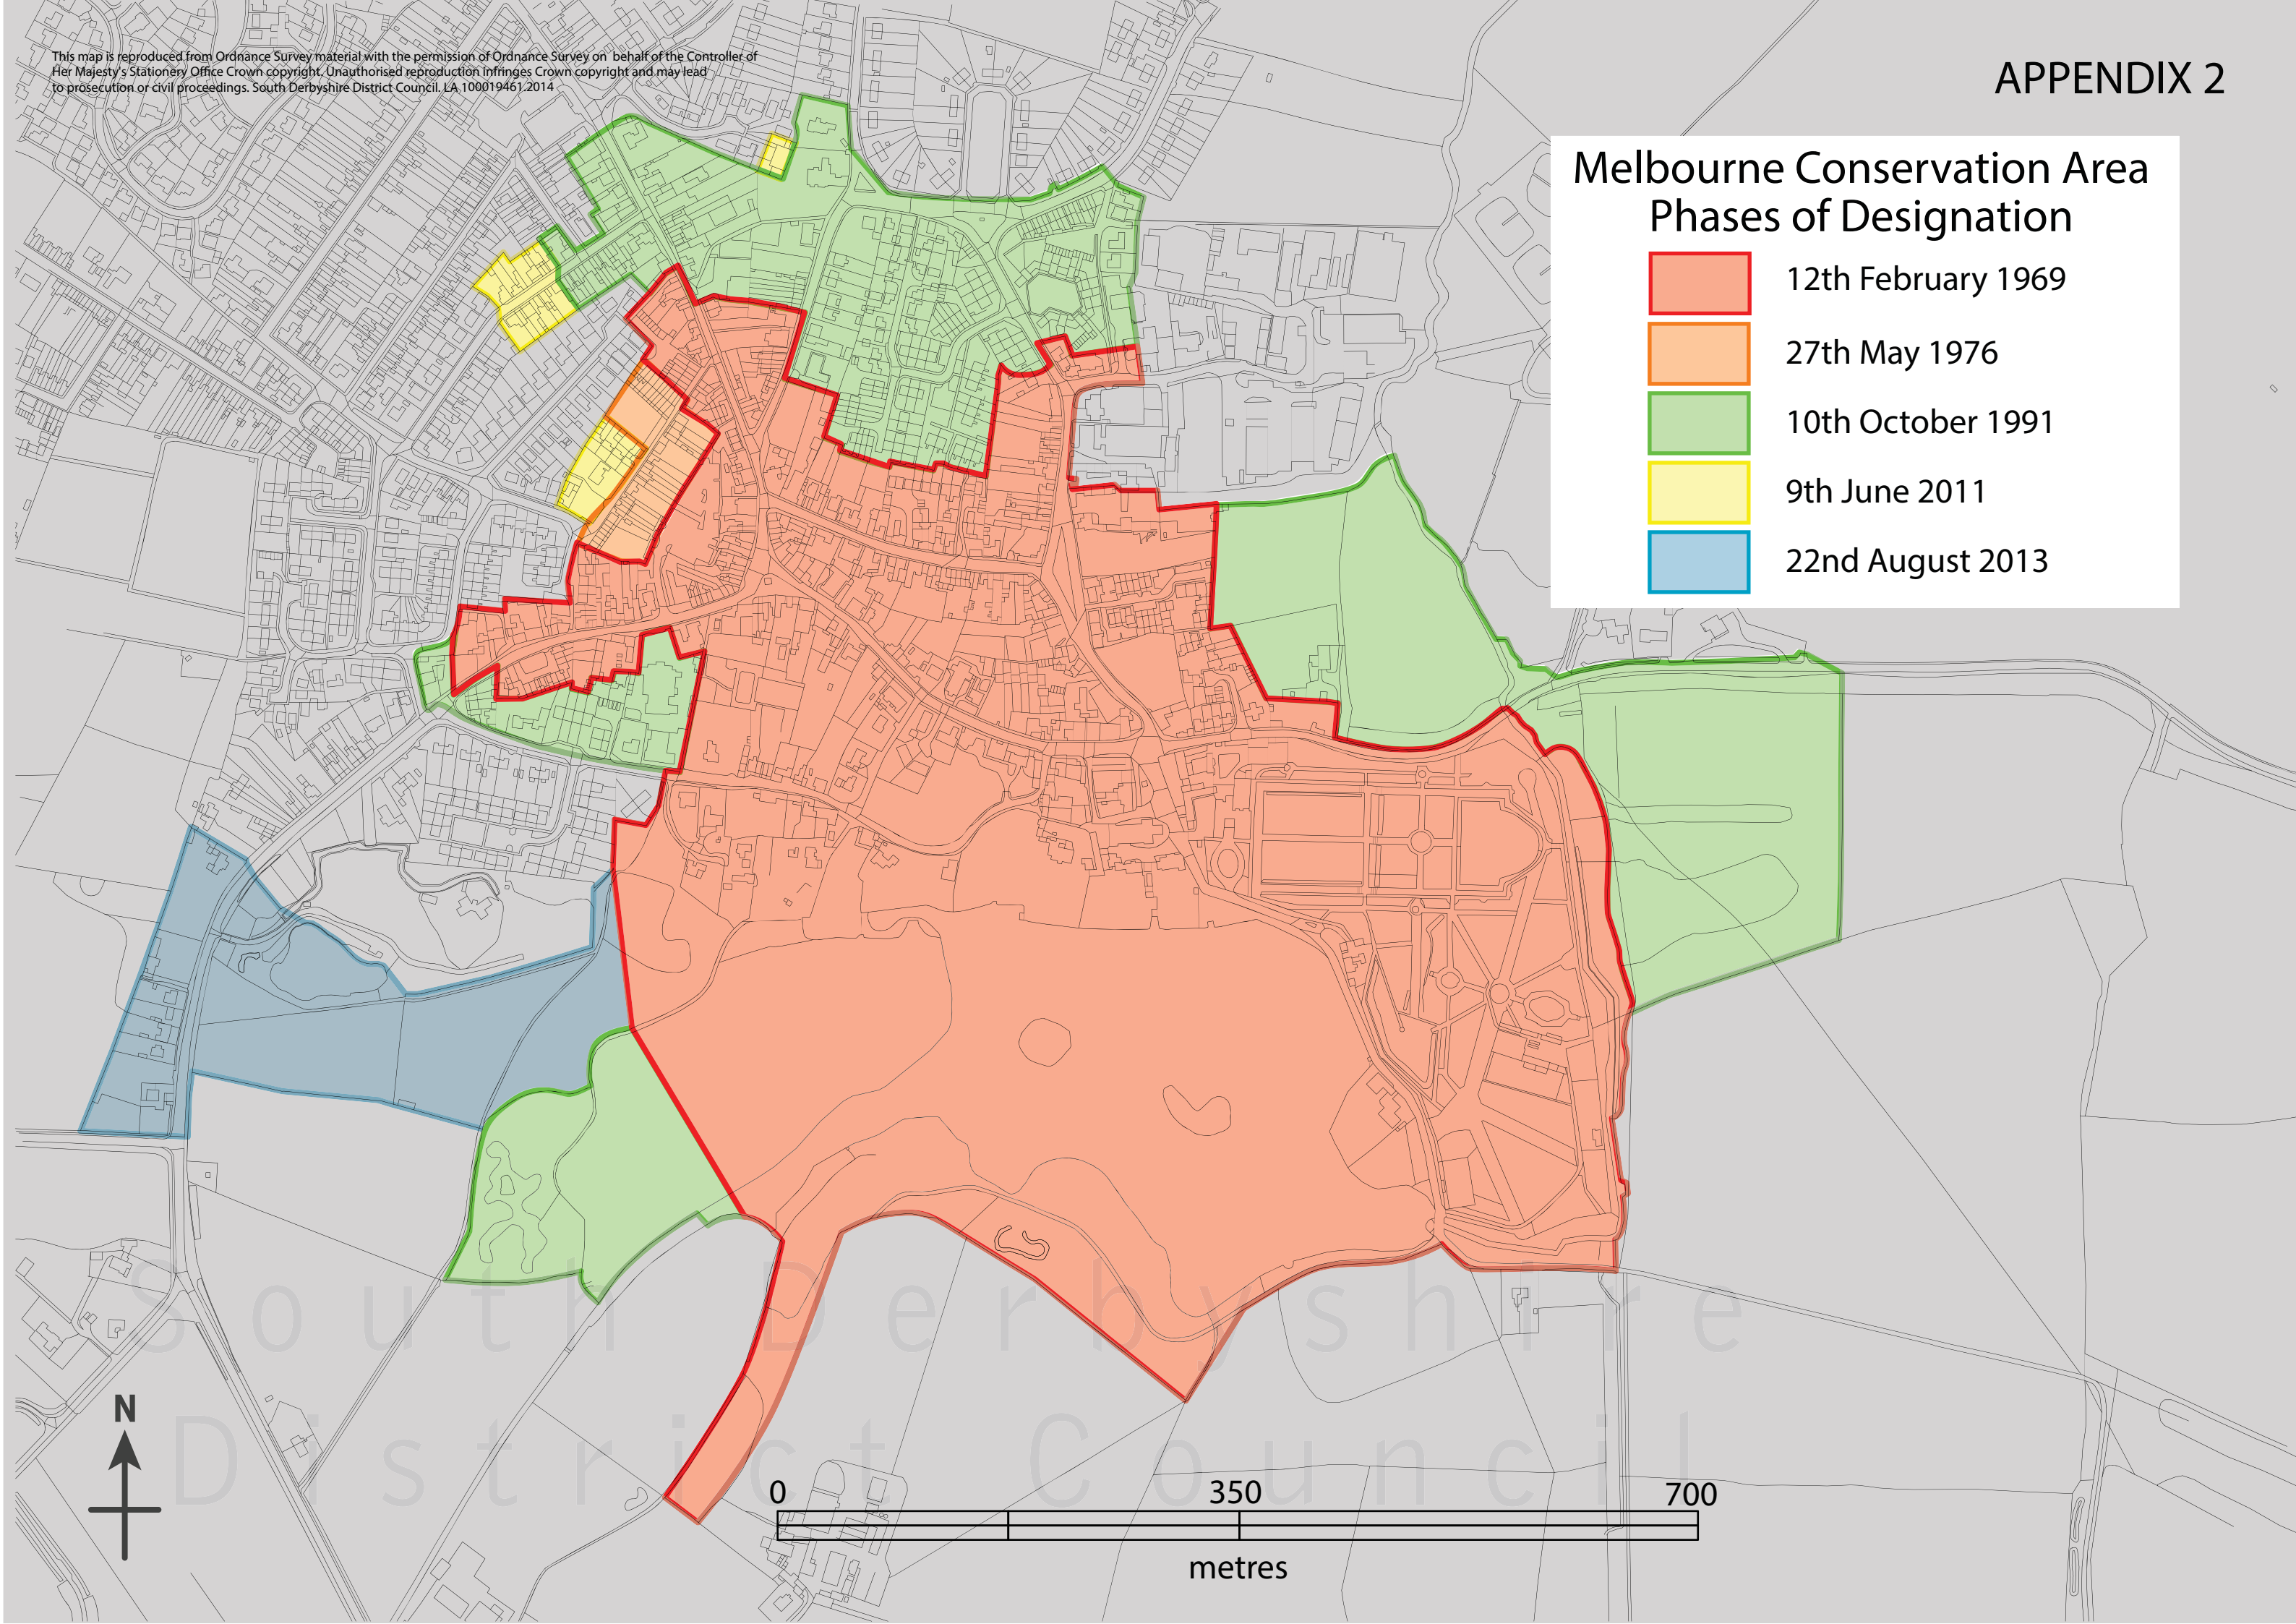 This map is reproduced from Ordnance Survey material with the permission of Ordnance Survey on behalf of the Controller of
Her Majesty's Stationery Office Crown copyright. Unauthorised reproduction infringes Crown copyright and may lead
to prosecution or civil proceedings. South Derbyshire District Council. LA 100019461.2014
APPENDIX 2
Melbourne Conservation Area
Phases of Designation
12th February 1969
27th May 1976
10th October 1991
9th June 2011
22nd August 2013
South Derbyshire
District Council
N
0 350 700
metres